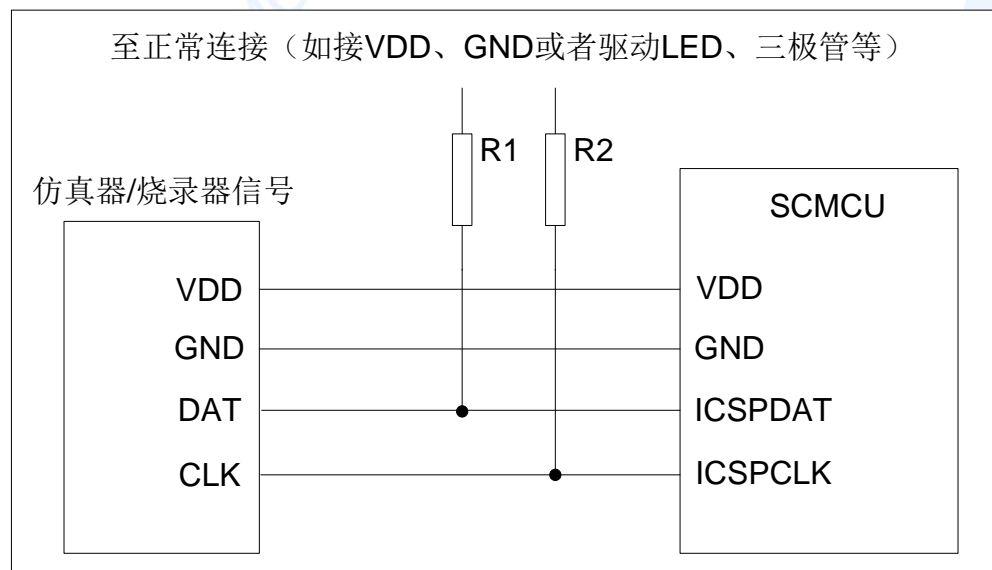 至正常连接（如接VDD、GND或者驱动LED、三极管等）
R1
R2
仿真器/烧录器信号
SCMCU
VDD
VDD
GND
GND
DAT
ICSPDAT
CLK
ICSPCLK